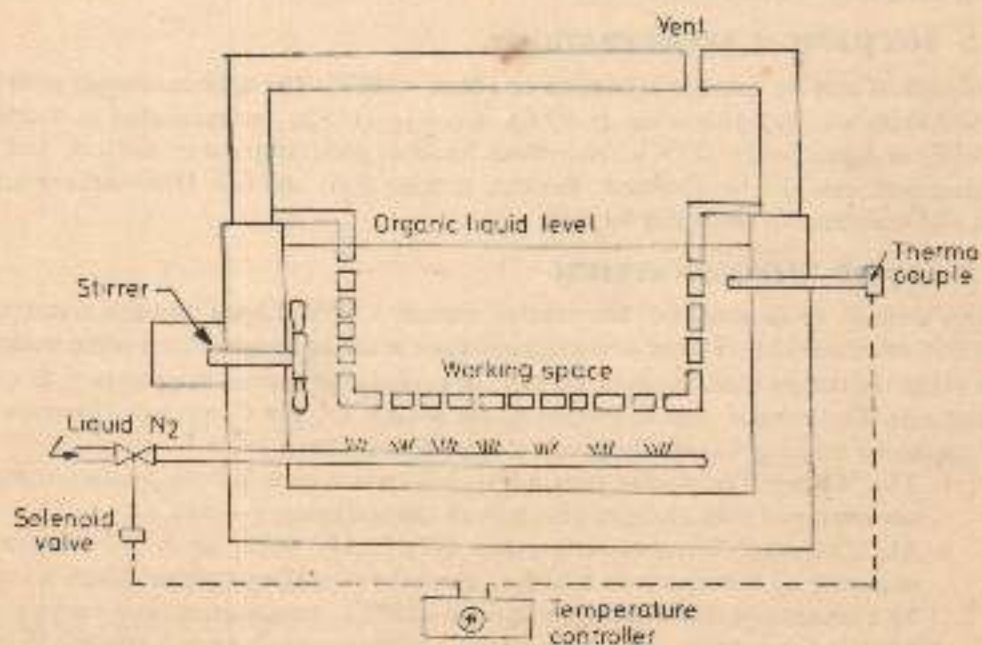 Vent
Organic liquid level
Thermo
couple
Stirrer
Working space
Liquid N2
Solenoid
valve
Temperature
controller